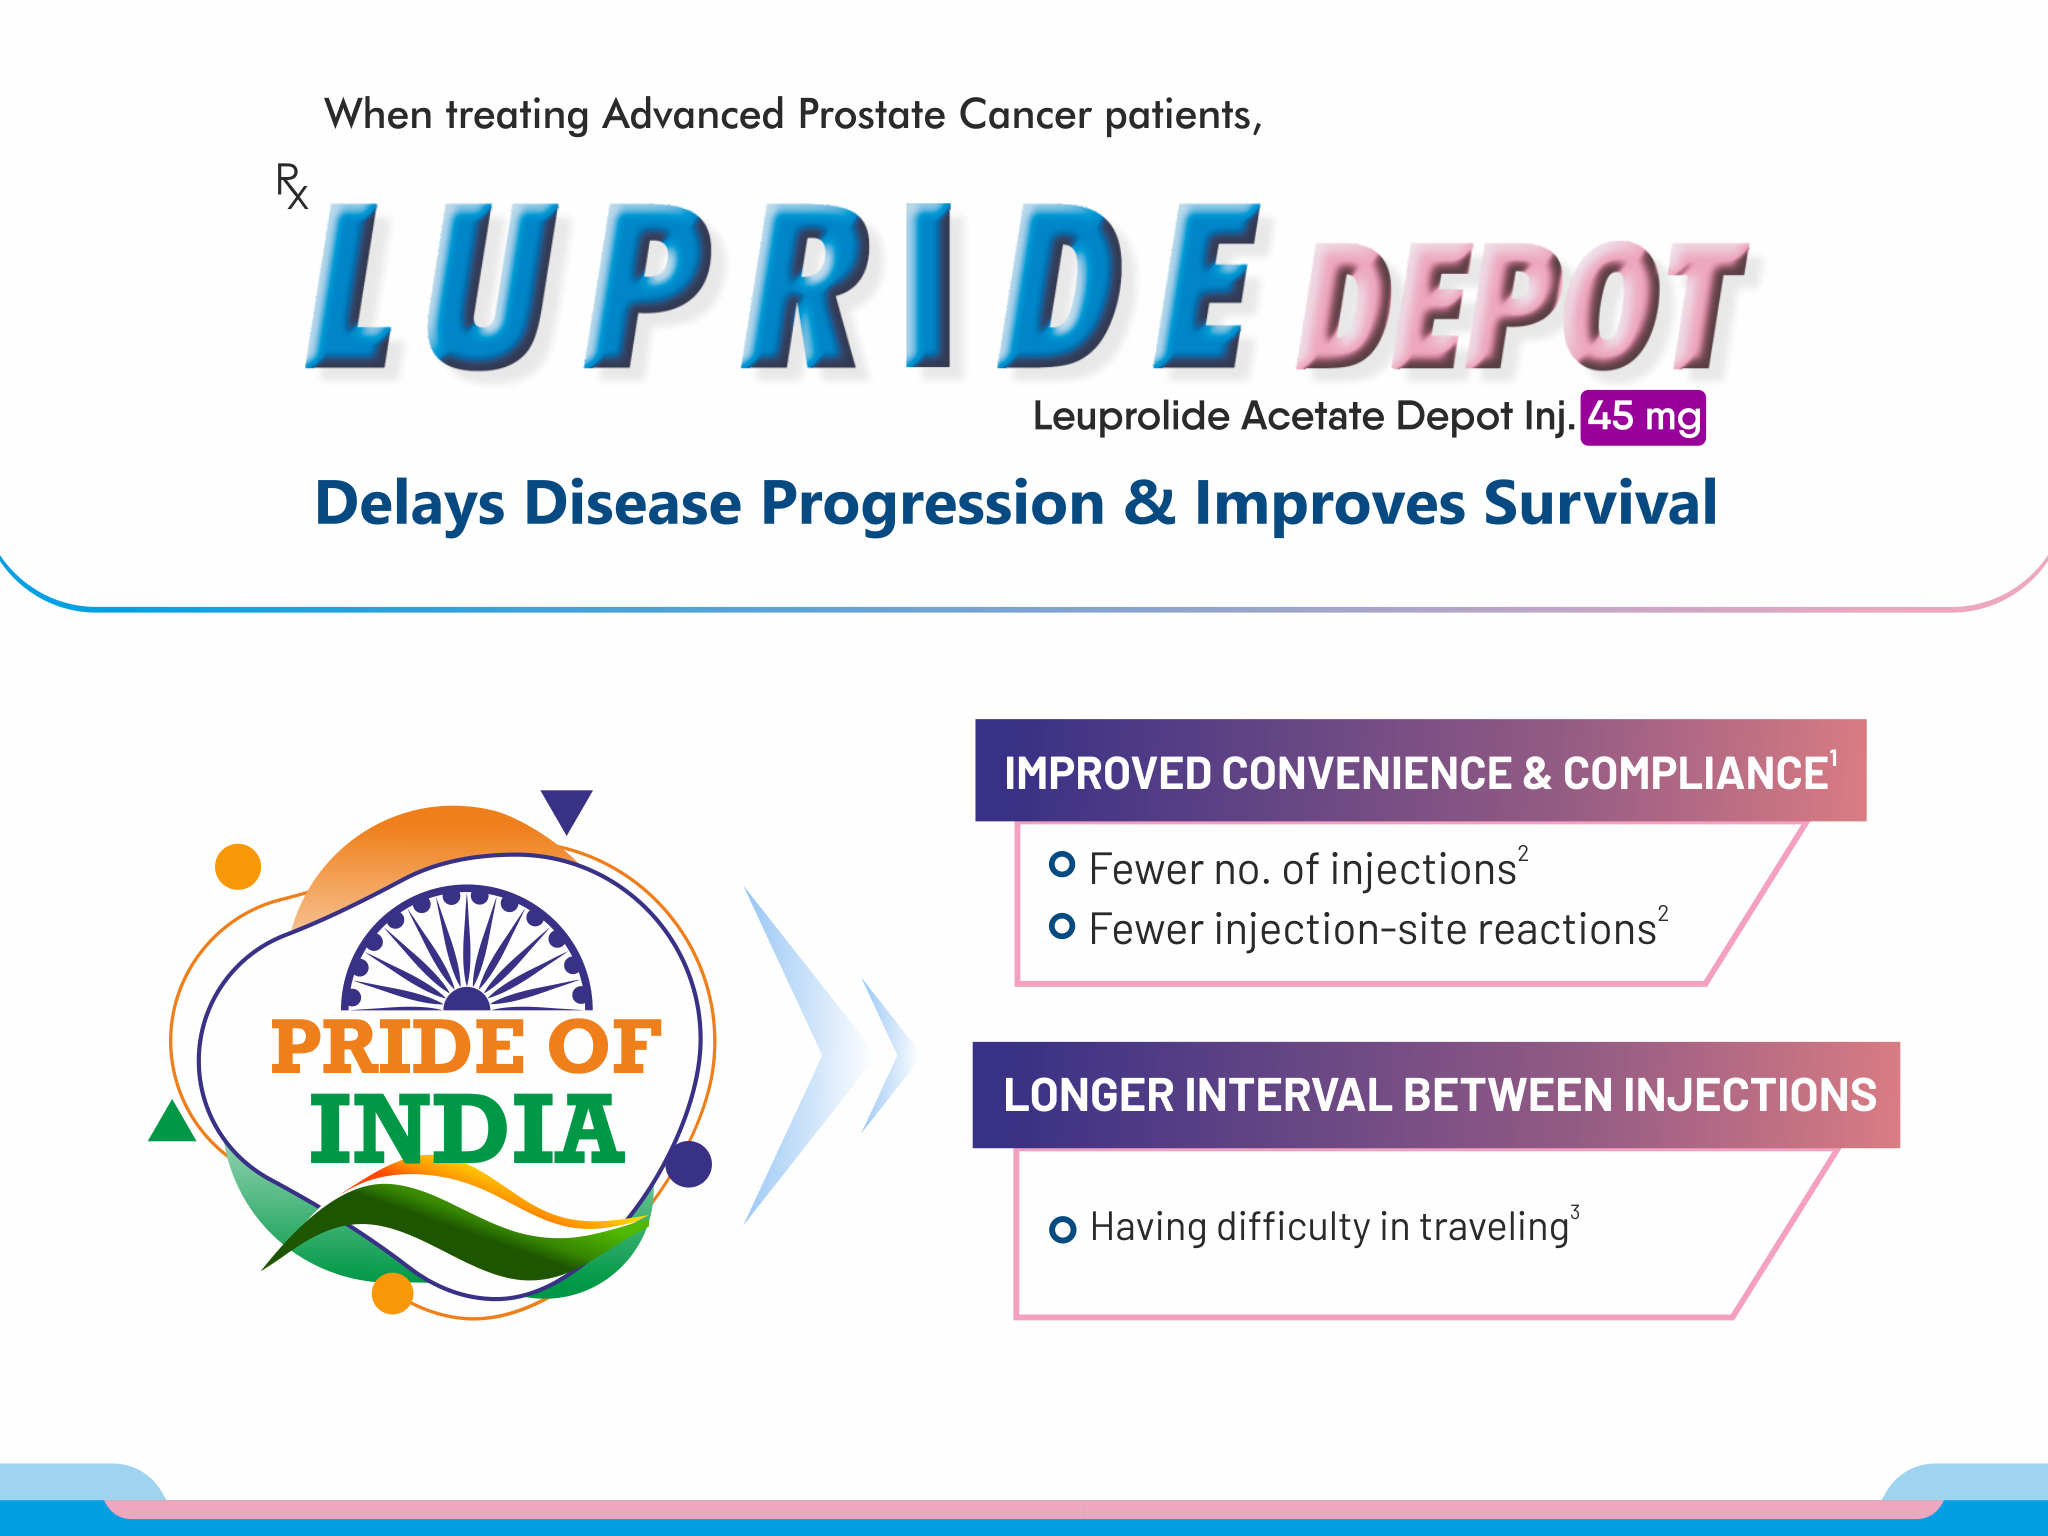 When treating Advanced Prostate Cancer patients,
Rx
LUPRIDE DEPOT
Leuprolide Acetate Depot Inj. 45 mg
Delays Disease Progression & Improves Survival
PRIDE OF
INDIA
IMPROVED CONVENIENCE & COMPLIANCE¹
Fewer no. of injections²
Fewer injection-site reactions²
LONGER INTERVAL BETWEEN INJECTIONS
Having difficulty in traveling³